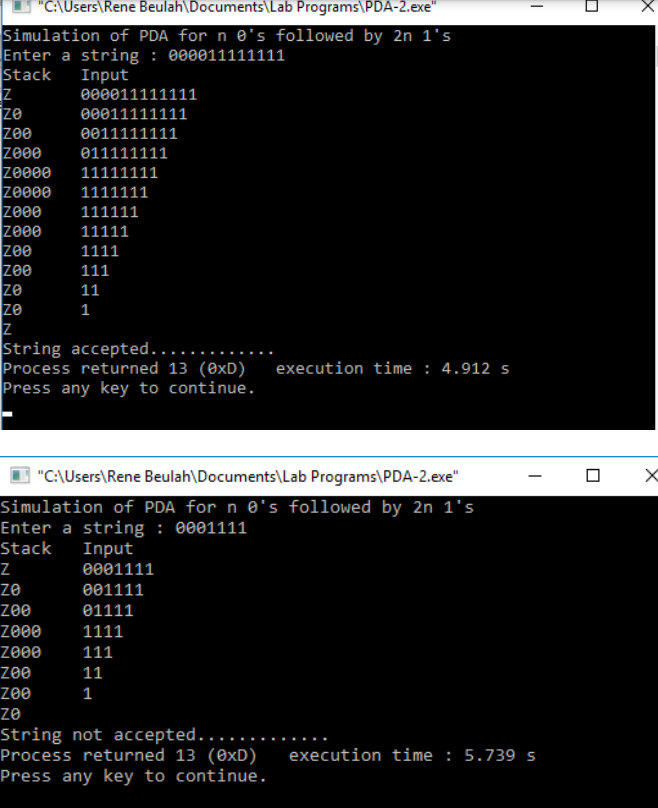 "C:\Users\Rene Beulah\Documents\Lab Programs\PDA-2.exe"
Simulation of PDA for n 0's followed by 2n 1's
Enter a string : 000011111111
Stack Input
Z 000011111111
Z0 00011111111
Z00 0011111111
Z000 011111111
Z0000 11111111
Z0000 1111111
Z000 111111
Z000 11111
Z00 1111
Z00 111
Z0 11
Z0 1
Z
String accepted.............
Process returned 13 (0xD) execution time : 4.912 s
Press any key to continue.
"C:\Users\Rene Beulah\Documents\Lab Programs\PDA-2.exe"
Simulation of PDA for n 0's followed by 2n 1's
Enter a string : 0001111
Stack Input
Z 0001111
Z0 001111
Z00 01111
Z000 1111
Z000 111
Z00 11
Z00 1
Z0
String not accepted.............
Process returned 13 (0xD) execution time : 5.739 s
Press any key to continue.